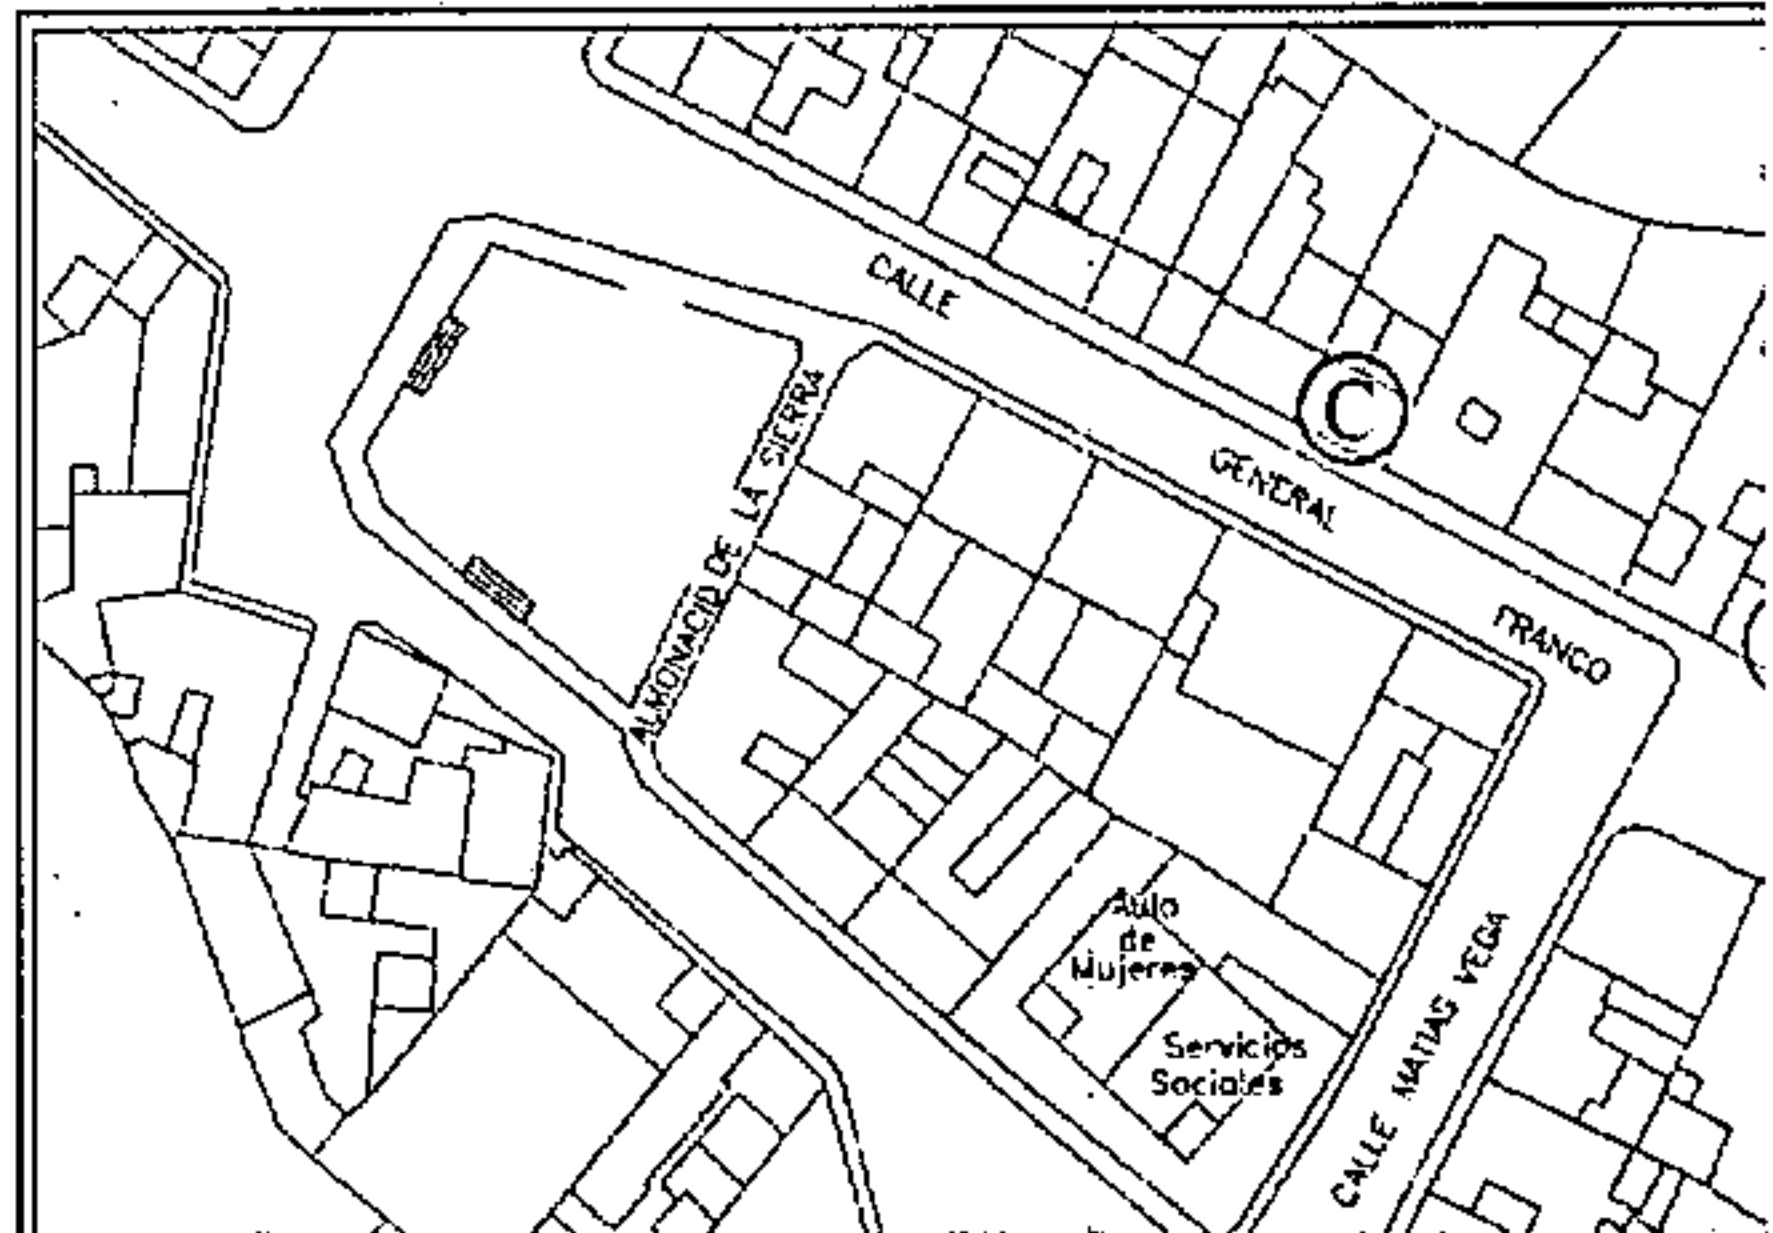 CALLE
GENERAL
FRANCO
C
ALMONACID DE LA SIERRA
Aula
de
Mujeres
Servicios
Sociales
CALLE MATIAS VEGA